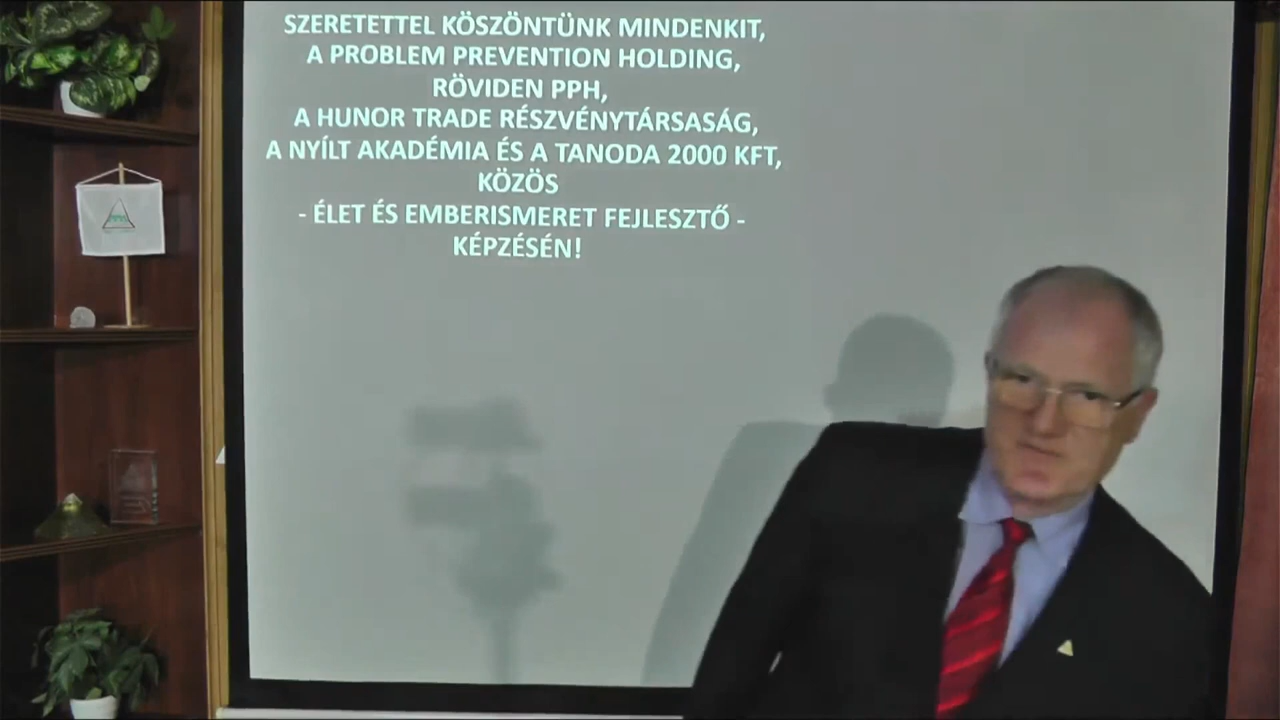 SZERETETTEL KÖSZÖNTÜNK MINDENKIT,
A PROBLEM PREVENTION HOLDING,
RÖVIDEN PPH,
A HUNOR TRADE RÉSZVÉNYTÁRSASÁG,
A NYÍLT AKADÉMIA ÉS A TANODA 2000 KFT,
KÖZÖS
- ÉLET ÉS EMBERISMERET FEJLESZTŐ -
KÉPZÉSÉN!